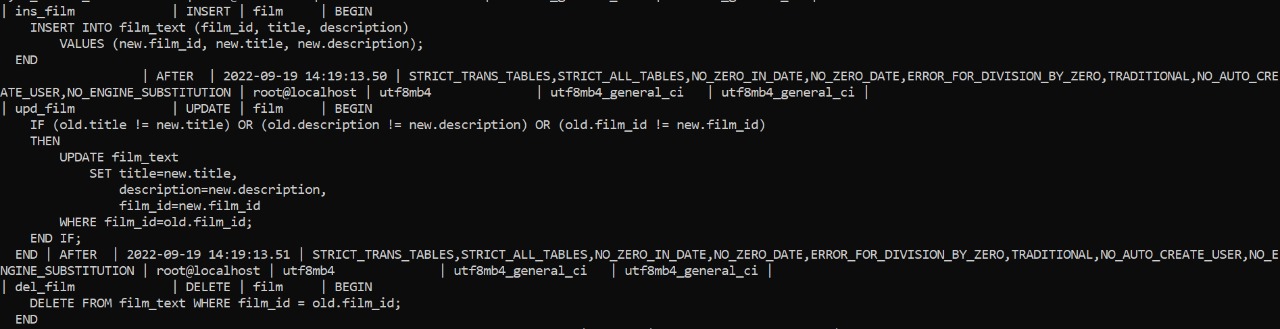 | ins_film             | INSERT | film     | BEGIN
    INSERT INTO film_text (film_id, title, description)
        VALUES (new.film_id, new.title, new.description);
  END
                   | AFTER  | 2022-09-19 14:19:13.50 | STRICT_TRANS_TABLES,STRICT_ALL_TABLES,NO_ZERO_IN_DATE,NO_ZERO_DATE,ERROR_FOR_DIVISION_BY_ZERO,TRADITIONAL,NO_AUTO_CRE
ATE_USER,NO_ENGINE_SUBSTITUTION | root@localhost | utf8mb4              | utf8mb4_general_ci   | utf8mb4_general_ci |
| upd_film             | UPDATE | film     | BEGIN
    IF (old.title != new.title) OR (old.description != new.description) OR (old.film_id != new.film_id)
    THEN
        UPDATE film_text
            SET title=new.title,
                description=new.description,
                film_id=new.film_id
        WHERE film_id=old.film_id;
    END IF;
  END | AFTER  | 2022-09-19 14:19:13.51 | STRICT_TRANS_TABLES,STRICT_ALL_TABLES,NO_ZERO_IN_DATE,NO_ZERO_DATE,ERROR_FOR_DIVISION_BY_ZERO,TRADITIONAL,NO_AUTO_CREATE_USER,NO_E
NGINE_SUBSTITUTION | root@localhost | utf8mb4              | utf8mb4_general_ci   | utf8mb4_general_ci |
| del_film             | DELETE | film     | BEGIN
    DELETE FROM film_text WHERE film_id = old.film_id;
  END